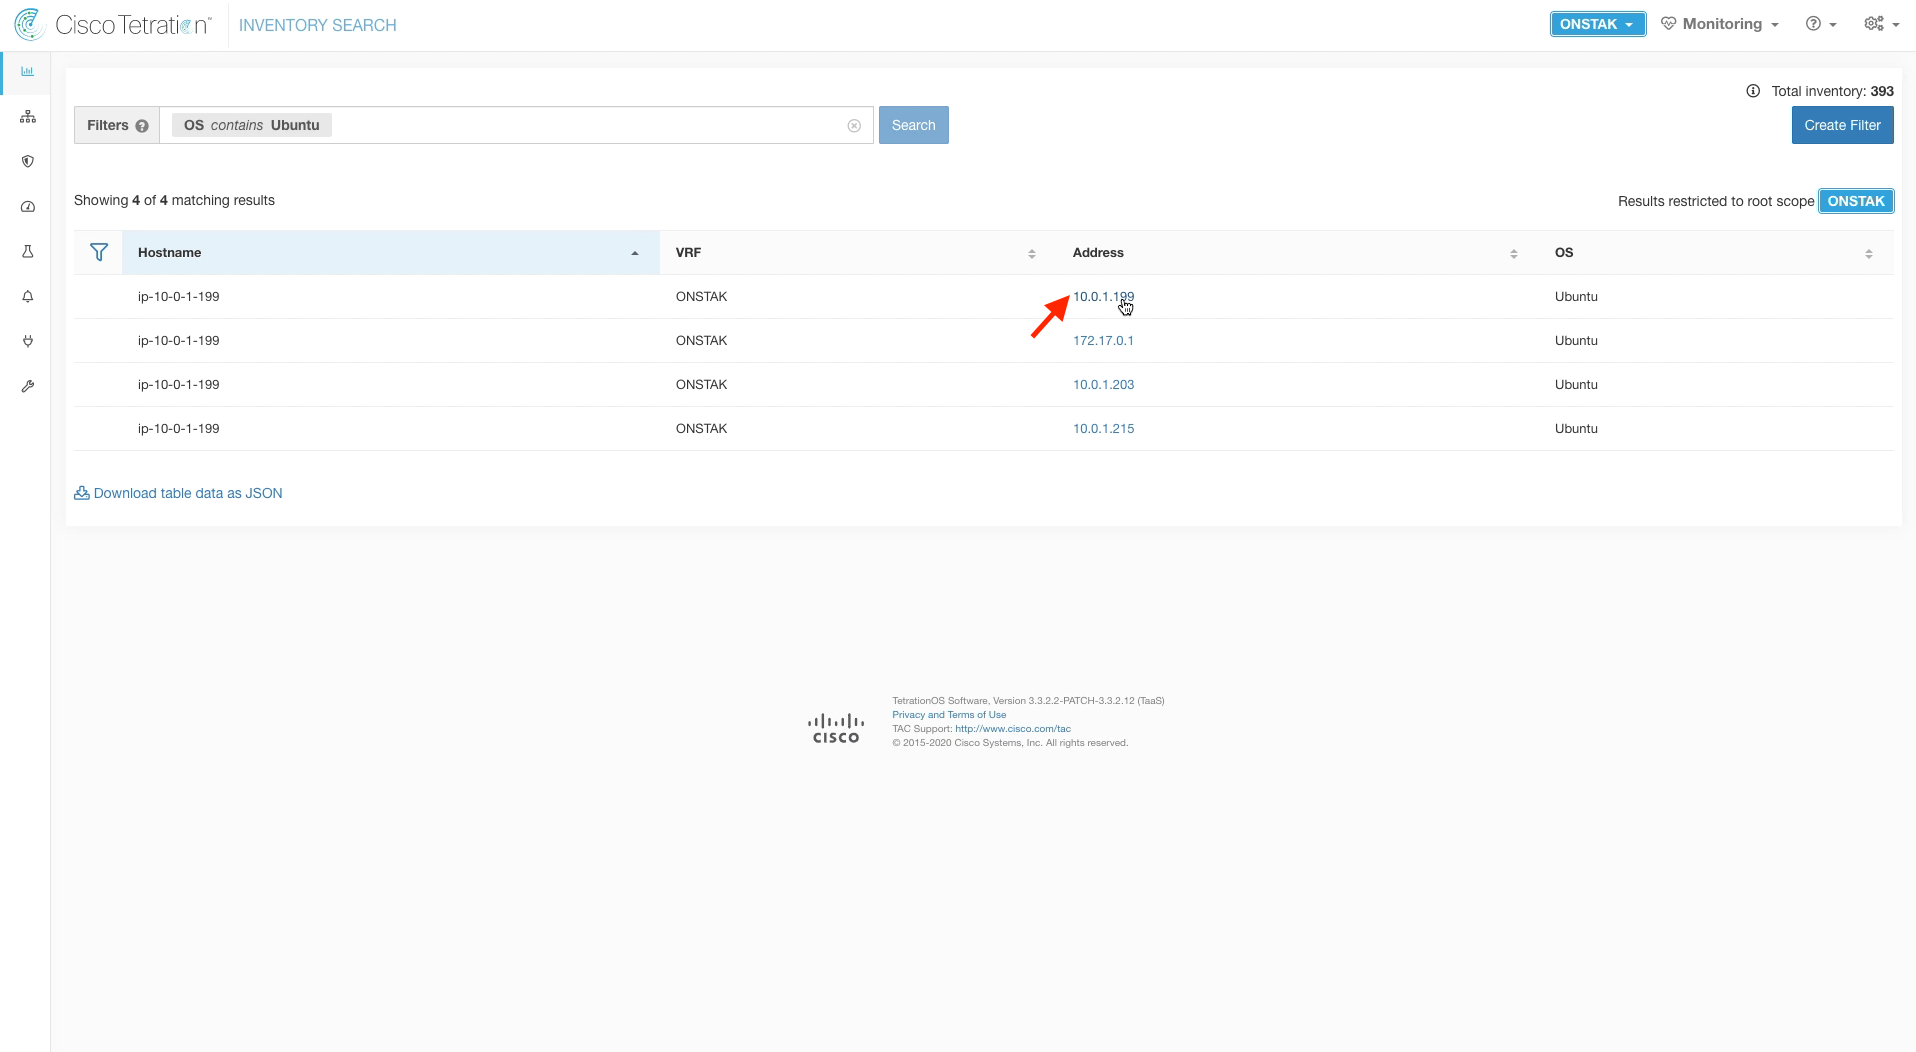 Cisco Tetration™ INVENTORY SEARCH ONSTAK Monitoring
Total inventory: 393
Filters OS contains Ubuntu Search Create Filter
Showing 4 of 4 matching results Results restricted to root scope ONSTAK
Hostname VRF Address OS
ip-10-0-1-199 ONSTAK 10.0.1.199 Ubuntu
ip-10-0-1-199 ONSTAK 172.17.0.1 Ubuntu
ip-10-0-1-199 ONSTAK 10.0.1.203 Ubuntu
ip-10-0-1-199 ONSTAK 10.0.1.215 Ubuntu
Download table data as JSON
TetrationOS Software, Version 3.3.2.2-PATCH-3.3.2.12 (TaaS)
Privacy and Terms of Use
TAC Support: http://www.cisco.com/tac
© 2015-2020 Cisco Systems, Inc. All rights reserved.
CISCO